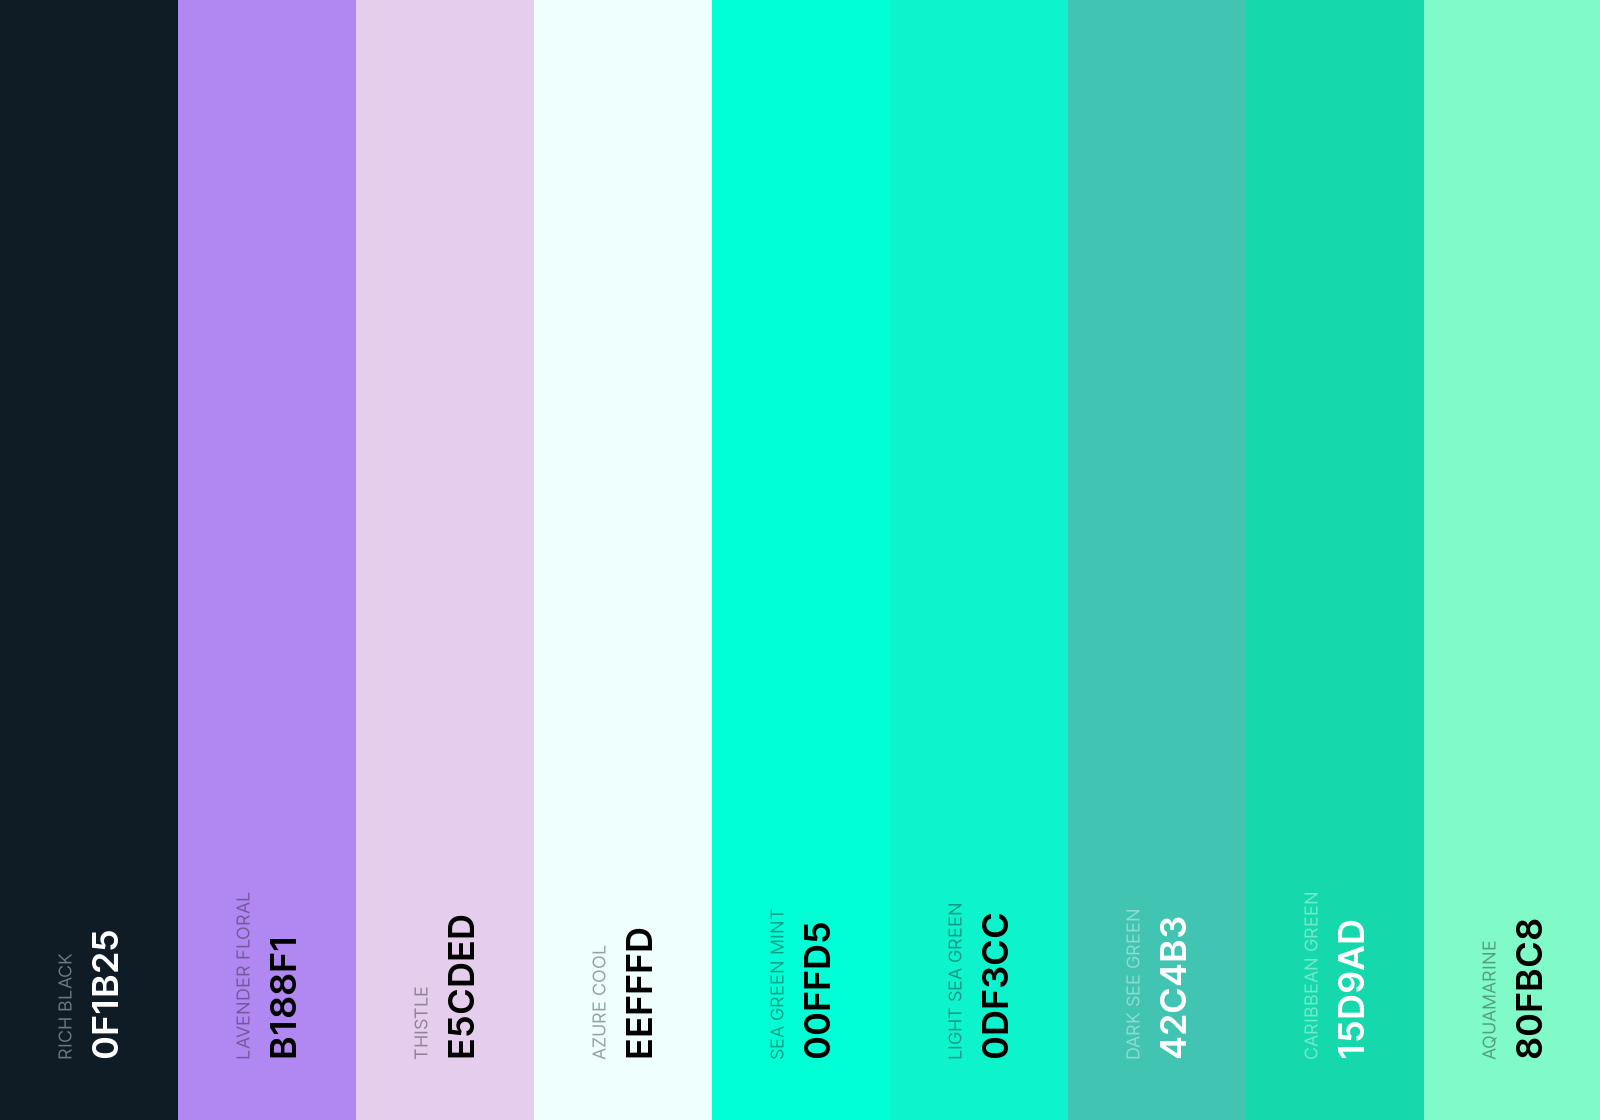 RICH BLACK
0F1B25
LAVENDER FLORAL
B188F1
THISTLE
E5CDED
AZURE COOL
EEFFFD
SEA GREEN MINT
00FFD5
LIGHT SEA GREEN
0DF3CC
DARK SEE GREEN
42C4B3
CARIBBEAN GREEN
15D9AD
AQUAMARINE
80FBC8